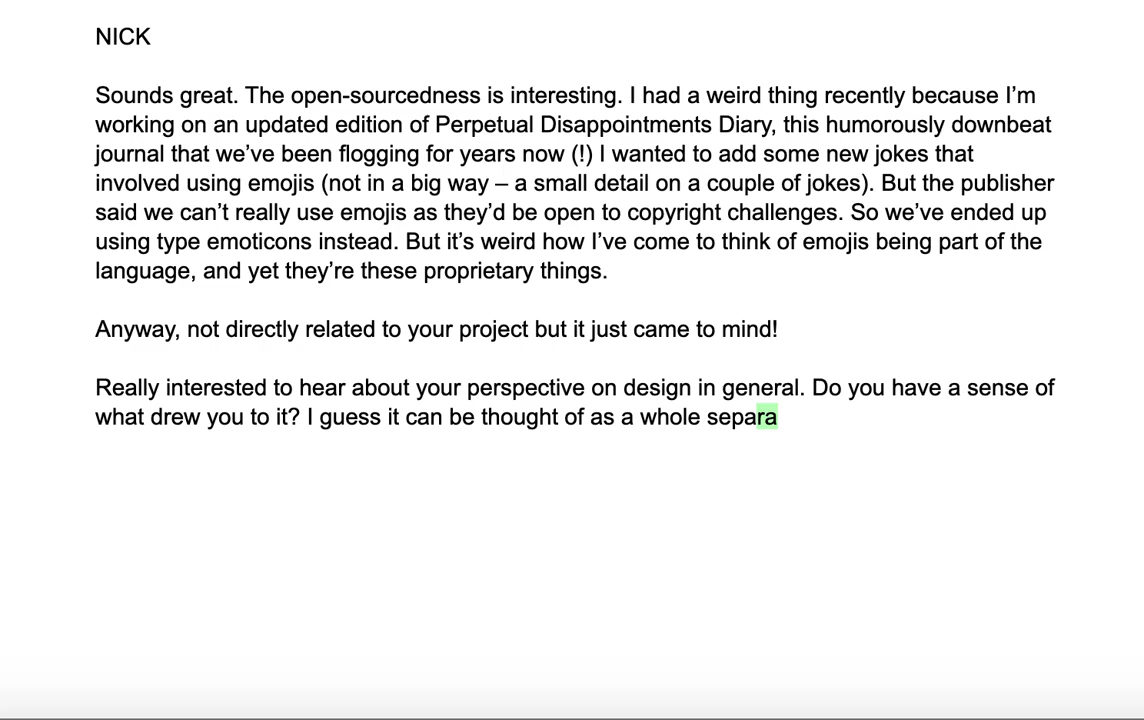 NICK
Sounds great. The open-sourcedness is interesting. I had a weird thing recently because I’m
working on an updated edition of Perpetual Disappointments Diary, this humorously downbeat
journal that we’ve been flogging for years now (!) I wanted to add some new jokes that
involved using emojis (not in a big way – a small detail on a couple of jokes). But the publisher
said we can’t really use emojis as they’d be open to copyright challenges. So we’ve ended up
using type emoticons instead. But it’s weird how I’ve come to think of emojis being part of the
language, and yet they’re these proprietary things.
Anyway, not directly related to your project but it just came to mind!
Really interested to hear about your perspective on design in general. Do you have a sense of
what drew you to it? I guess it can be thought of as a whole separa